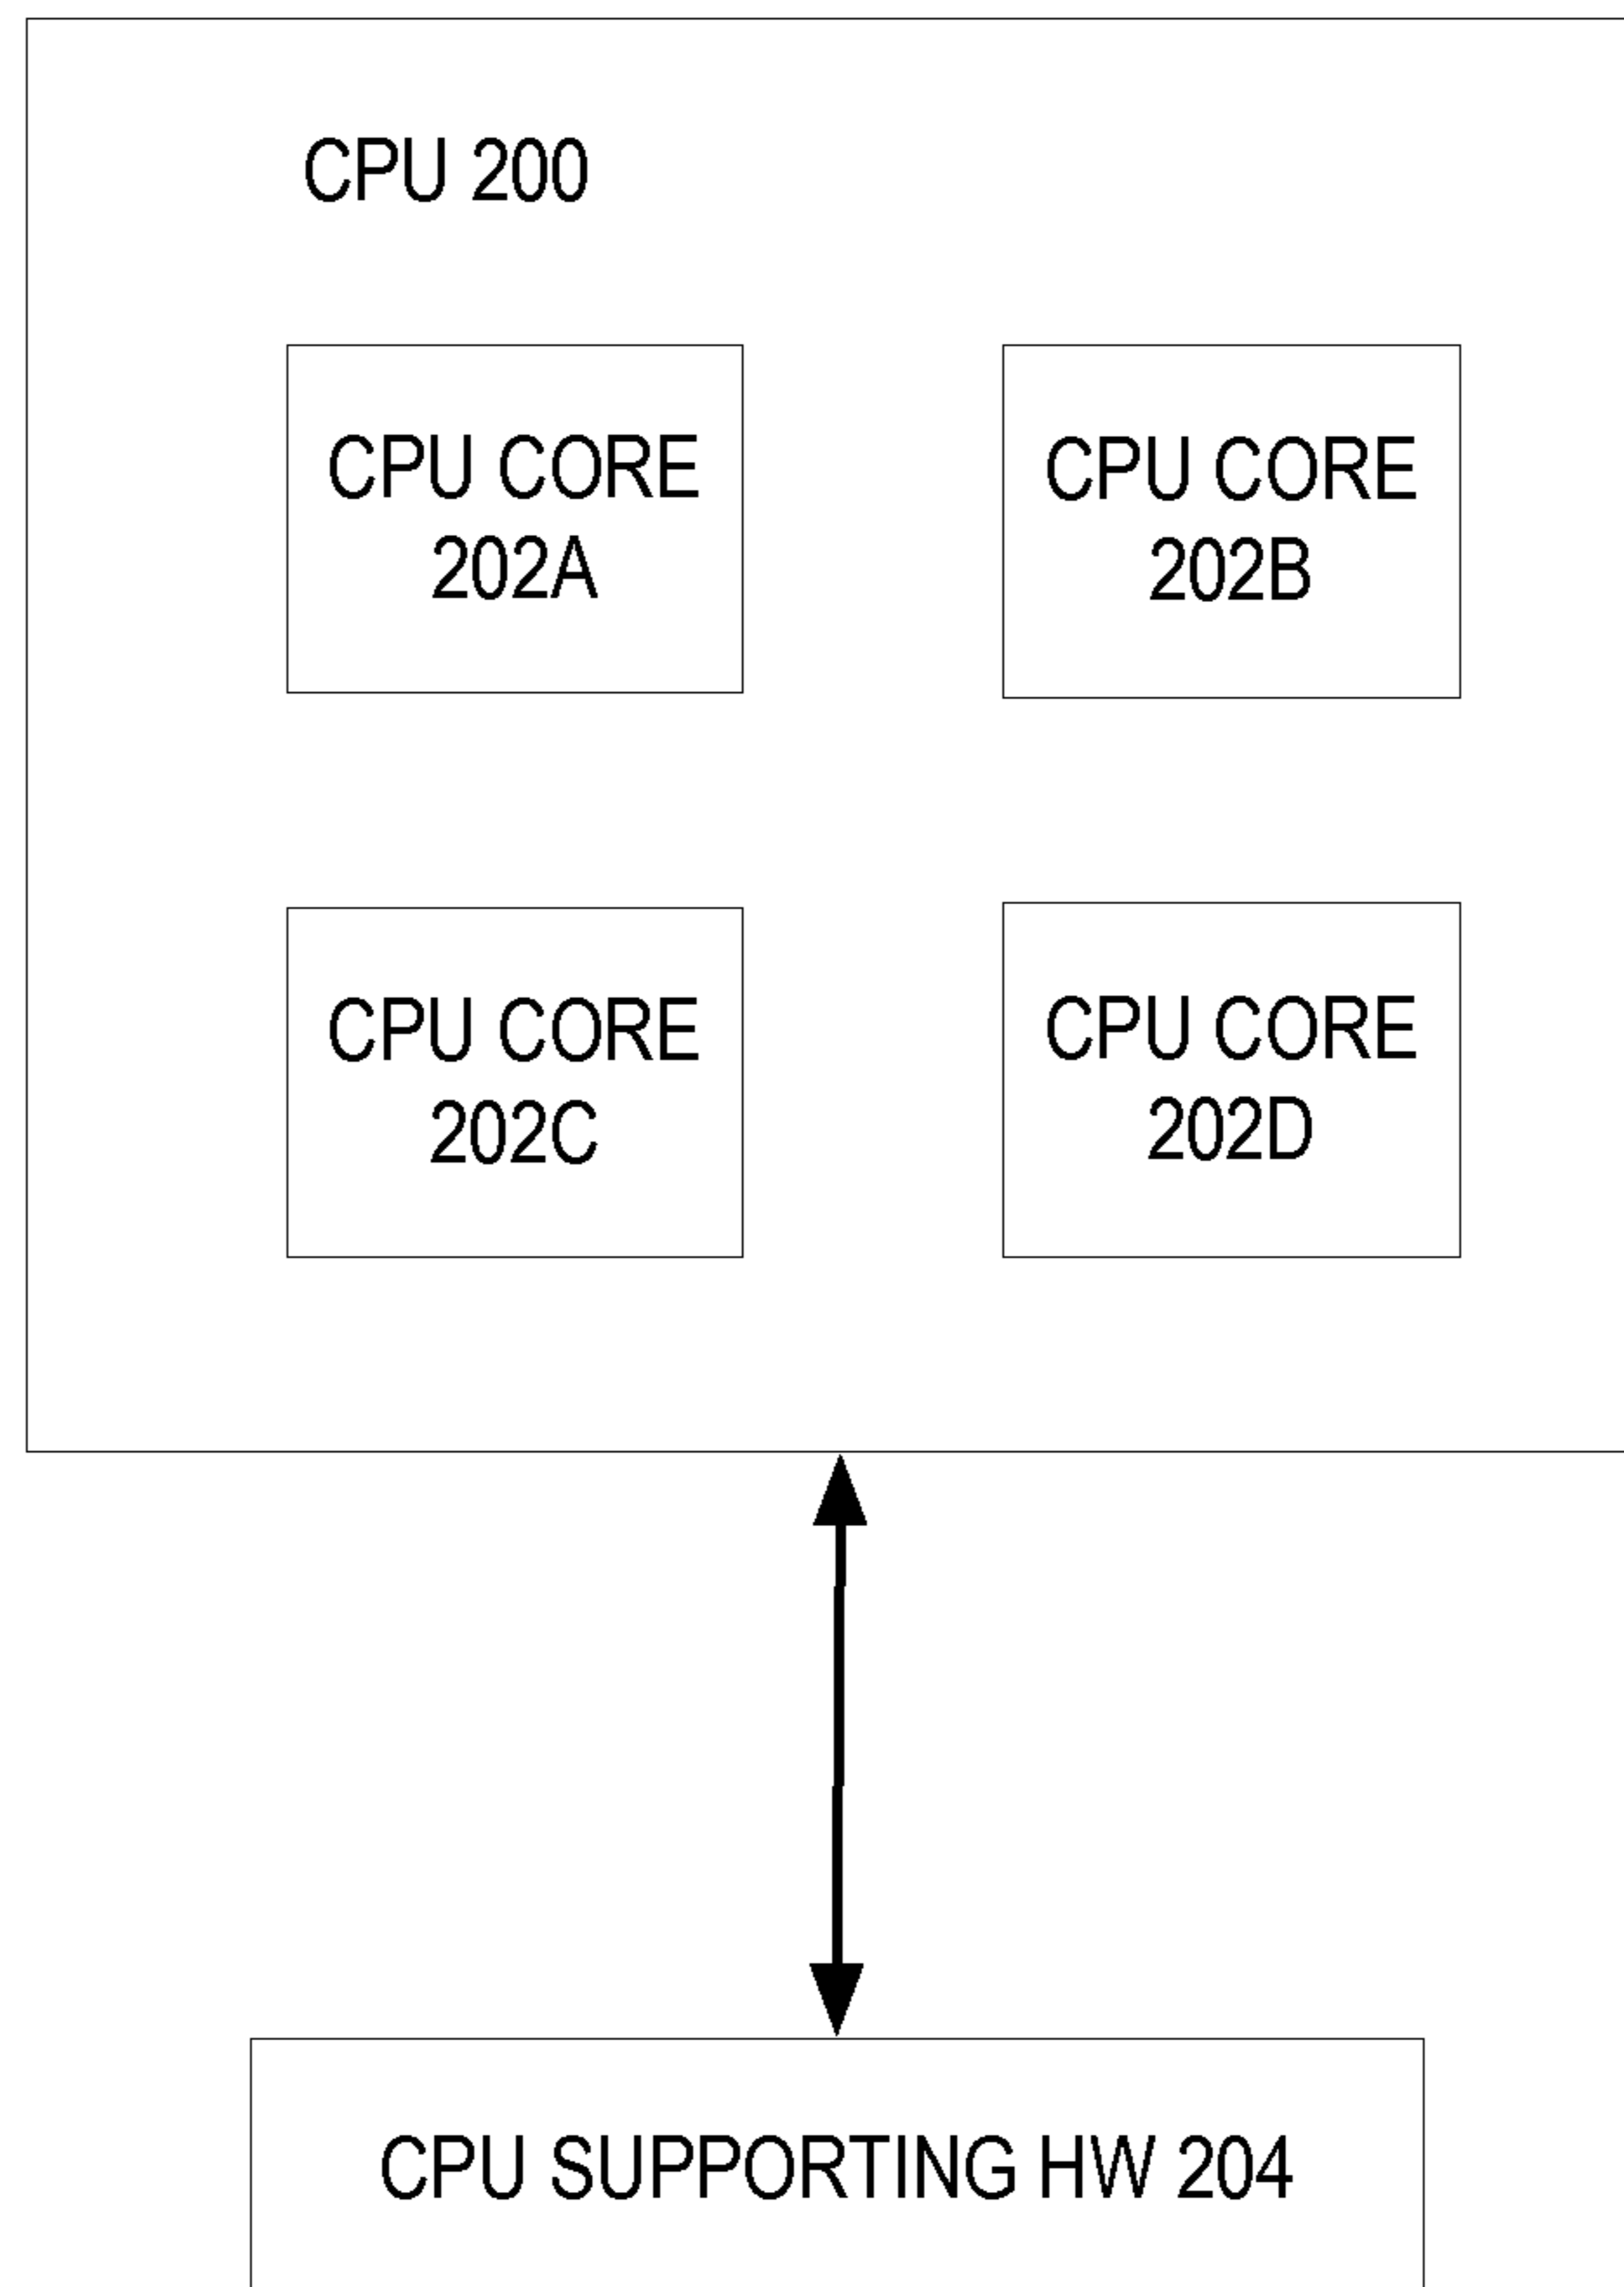 CPU 200
CPU CORE
202A
CPU CORE
202B
CPU CORE
202C
CPU CORE
202D
CPU SUPPORTING HW 204